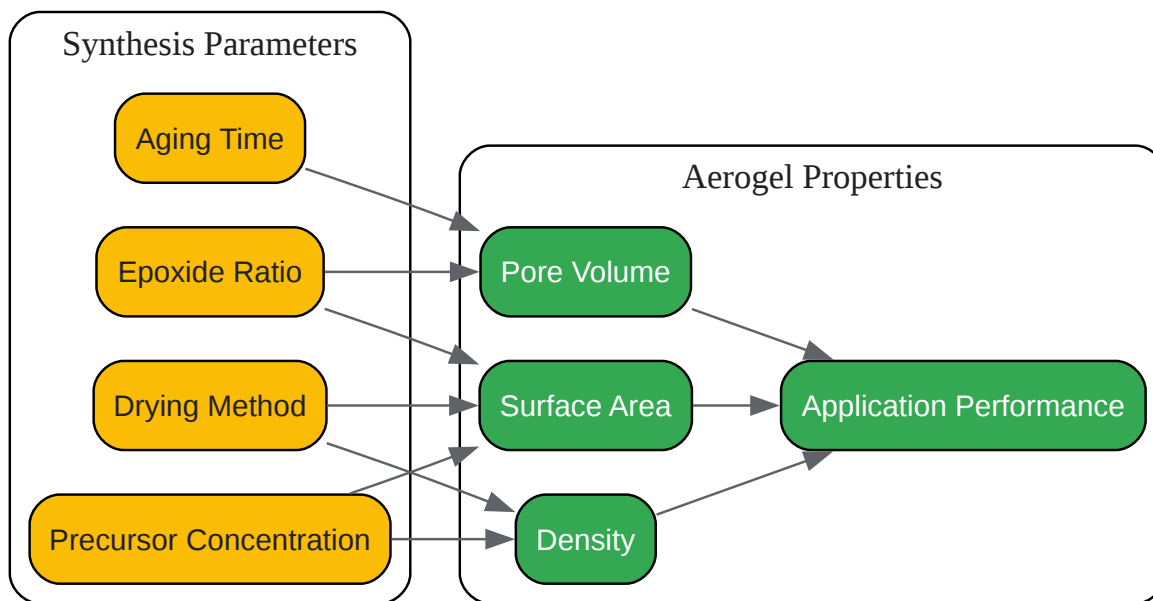 Synthesis Parameters
Aging Time
Epoxide Ratio
Drying Method
Precursor Concentration
Aerogel Properties
Pore Volume
Surface Area
Density
Application Performance